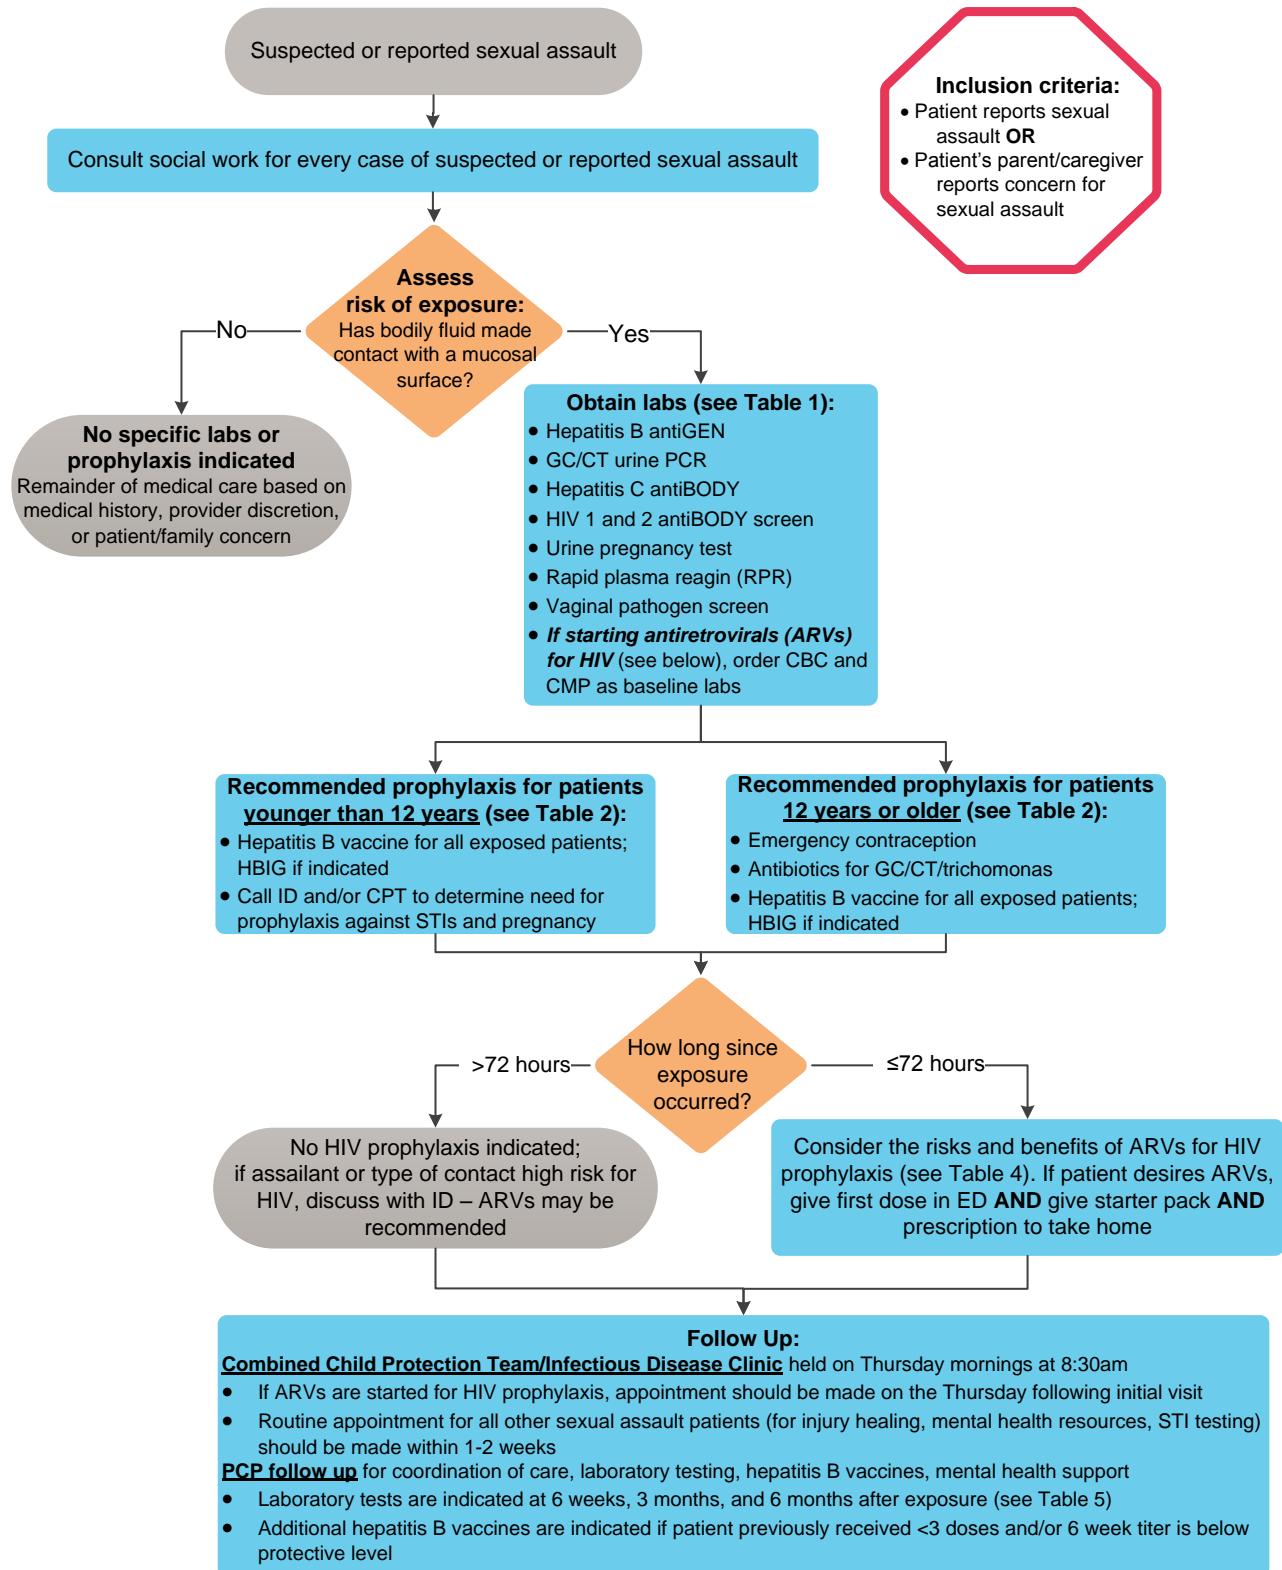 Suspected or reported sexual assault
Inclusion criteria:
• Patient reports sexual
assault OR
• Patient's parent/caregiver
reports concern for
sexual assault
Consult social work for every case of suspected or reported sexual assault
Assess
risk of exposure:
Has bodily fluid made
contact with a mucosal
surface?
No
Yes
No specific labs or
prophylaxis indicated
Remainder of medical care based on
medical history, provider discretion,
or patient/family concern
Obtain labs (see Table 1):
• Hepatitis B antiGEN
• GC/CT urine PCR
• Hepatitis C antiBODY
• HIV 1 and 2 antiBODY screen
• Urine pregnancy test
• Rapid plasma reagin (RPR)
• Vaginal pathogen screen
• If starting antiretrovirals (ARVs)
for HIV (see below), order CBC and
CMP as baseline labs
Recommended prophylaxis for patients
younger than 12 years (see Table 2):
• Hepatitis B vaccine for all exposed patients;
HBIG if indicated
• Call ID and/or CPT to determine need for
prophylaxis against STIs and pregnancy
Recommended prophylaxis for patients
12 years or older (see Table 2):
• Emergency contraception
• Antibiotics for GC/CT/trichomonas
• Hepatitis B vaccine for all exposed patients;
HBIG if indicated
How long since
exposure
occurred?
>72 hours
≤72 hours
No HIV prophylaxis indicated;
if assailant or type of contact high risk for
HIV, discuss with ID – ARVs may be
recommended
Consider the risks and benefits of ARVs for HIV
prophylaxis (see Table 4). If patient desires ARVs,
give first dose in ED AND give starter pack AND
prescription to take home
Follow Up:
Combined Child Protection Team/Infectious Disease Clinic held on Thursday mornings at 8:30am
• If ARVs are started for HIV prophylaxis, appointment should be made on the Thursday following initial visit
• Routine appointment for all other sexual assault patients (for injury healing, mental health resources, STI testing)
should be made within 1-2 weeks
PCP follow up for coordination of care, laboratory testing, hepatitis B vaccines, mental health support
• Laboratory tests are indicated at 6 weeks, 3 months, and 6 months after exposure (see Table 5)
• Additional hepatitis B vaccines are indicated if patient previously received <3 doses and/or 6 week titer is below
protective level